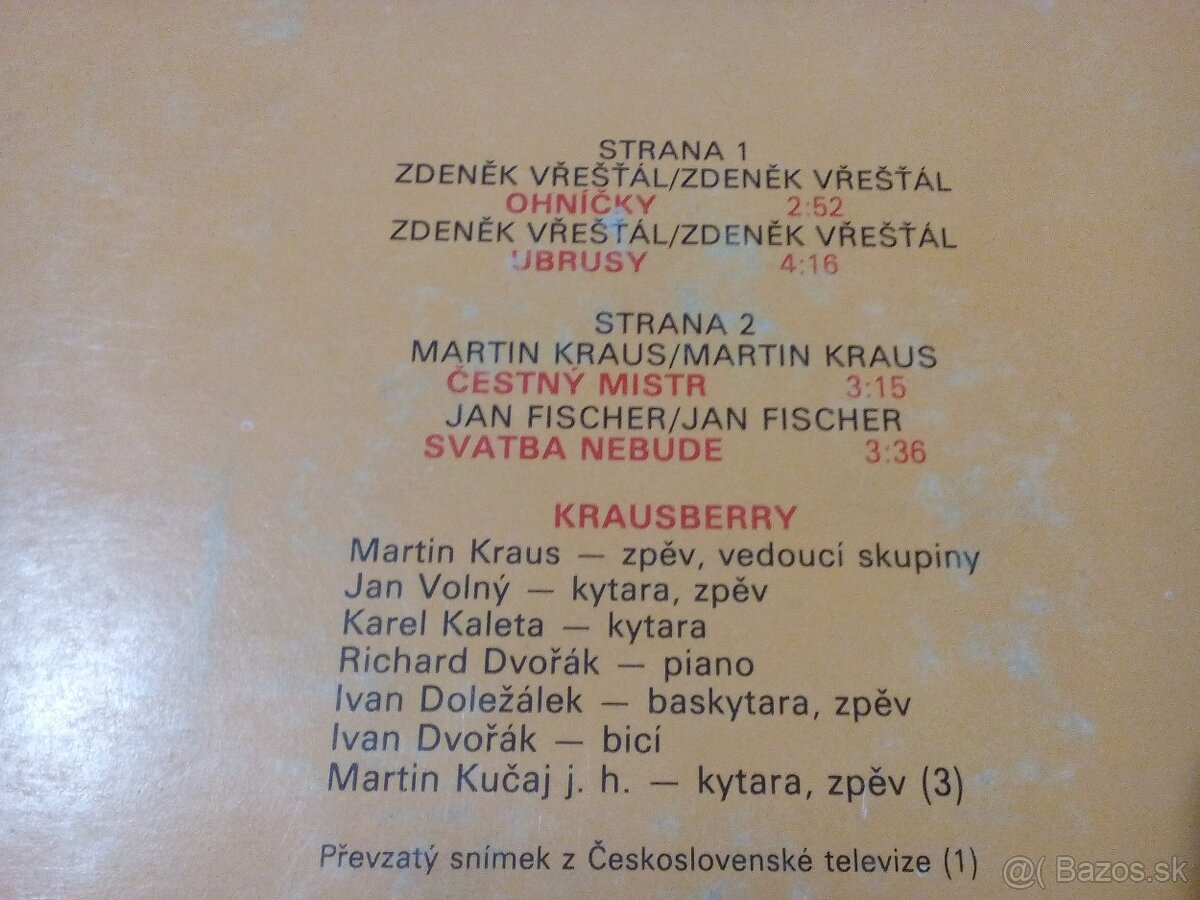 STRANA 1
ZDENĚK VŘEŠŤÁL/ZDENĚK VŘEŠŤÁL
OHNÍČKY 2:52
ZDENĚK VŘEŠŤÁL/ZDENĚK VŘEŠŤÁL
UBRUSY 4:16
STRANA 2
MARTIN KRAUS/MARTIN KRAUS
ČESTNÝ MISTR 3:15
JAN FISCHER/JAN FISCHER
SVATBA NEBUDE 3:36
KRAUSBERRY
Martin Kraus — zpěv, vedoucí skupiny
Jan Volný — kytara, zpěv
Karel Kaleta — kytara
Richard Dvořák — piano
Ivan Doležálek — baskytara, zpěv
Ivan Dvořák — bicí
Martin Kučaj j. h. — kytara, zpěv (3)
Převzatý snímek z Československé televize (1)
@( Bazos.sk